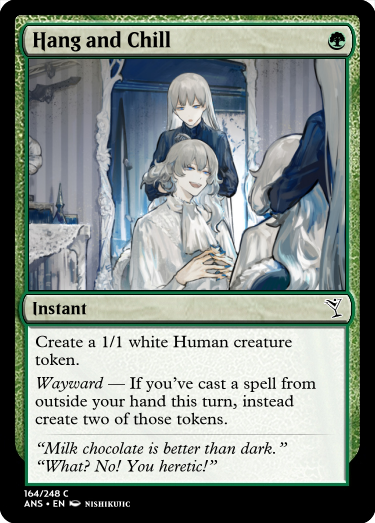 Hang and Chill
Instant
Create a 1/1 white Human creature
token.
Wayward — If you've cast a spell from
outside your hand this turn, instead
create two of those tokens.
"Milk chocolate is better than dark."
"What? No! You heretic!"
164/248 C
ANS • EN NISHIKUJIC